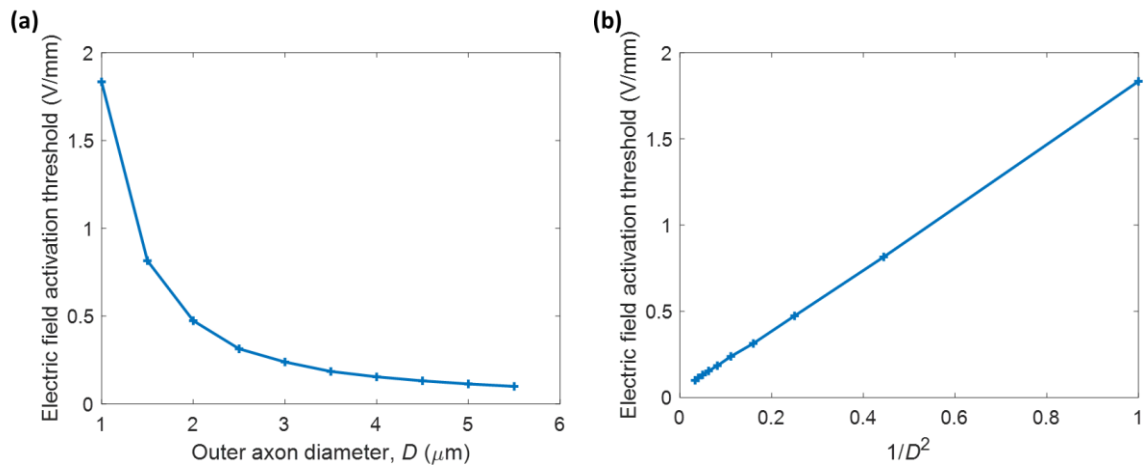 (a)
Electric field activation threshold (V/mm)
2
1.5
1
0.5
0
1 2 3 4 5 6
Outer axon diameter, D (μm)
(b)
Electric field activation threshold (V/mm)
2
1.5
1
0.5
0
0 0.2 0.4 0.6 0.8 1
1/D²